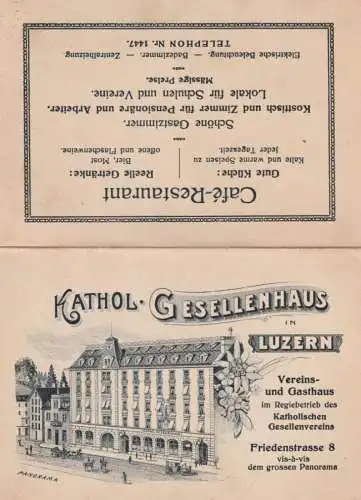 Café-Restaurant
Gute Küche:
Kalte und warme Speisen zu
jeder Tageszeit.
Reelle Getränke:
Bier, Most
offene und Flaschenweine.
Schöne Gastzimmer.
Kosttisch und Zimmer für Pensionäre und Arbeiter.
Lokale für Schulen und Vereine.
Mässige Preise.
Elektrische Beleuchtung. — Badezimmer. — Zentralheizung
TELEPHON Nr. 1447.
KATHOL. GESELLENHAUS
IN
LUZERN
Vereins-
und Gasthaus
im Regiebetrieb des
Katholischen
Gesellenvereins
Friedenstrasse 8
vis-à-vis
dem grossen Panorama
PANORAMA